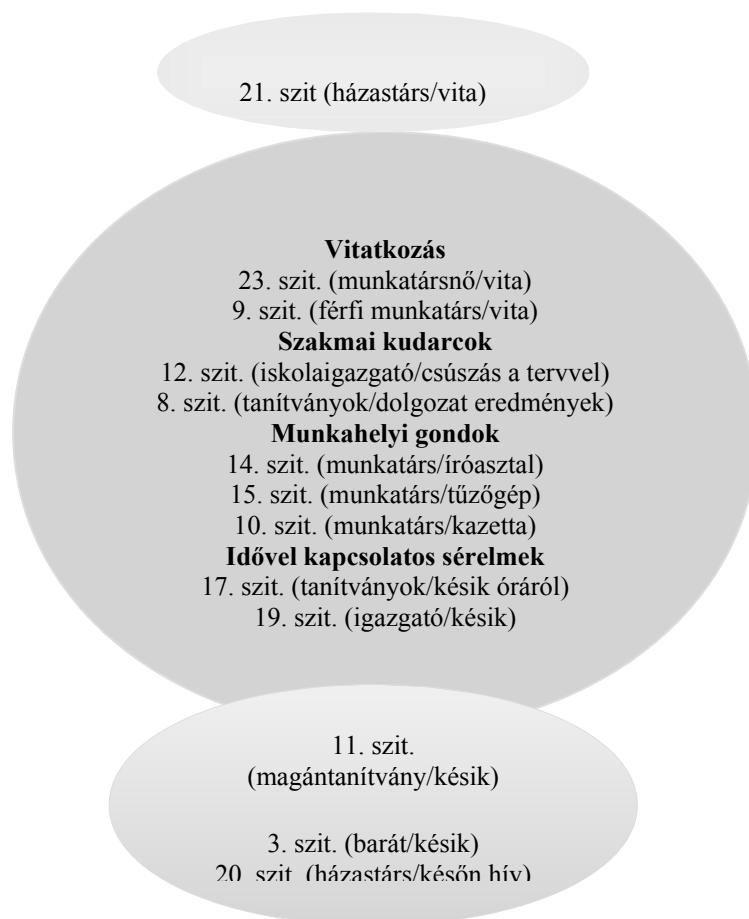 21. szit (házastárs/vita)
Vitatkozás
23. szit. (munkatársnő/vita)
9. szit. (férfi munkatárs/vita)
Szakmai kudarcok
12. szit. (iskolaigazgató/csúszás a tervvel)
8. szit. (tanítványok/dolgozat eredmények)
Munkahelyi gondok
14. szit. (munkatárs/íróasztal)
15. szit. (munkatárs/tűzőgép)
10. szit. (munkatárs/kazetta)
Idővel kapcsolatos sérelmek
17. szit. (tanítványok/késik óráról)
19. szit. (igazgató/késik)
11. szit.
(magántanítvány/késik)
3. szit. (barát/késik)
20. szit. (házastárs/későn hív)